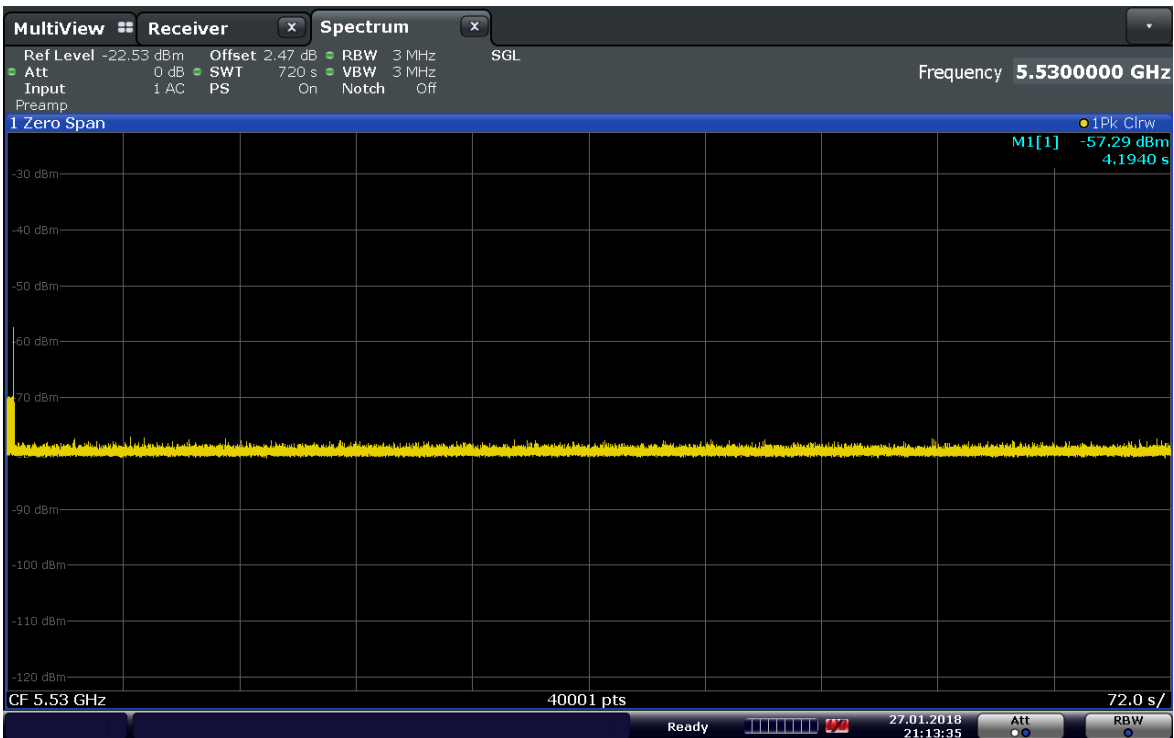 MultiView Receiver X Spectrum X
Ref Level -22.53 dBm Offset 2.47 dB RBW 3 MHz SGL
Att 0 dB SWT 720 s VBW 3 MHz Frequency 5.5300000 GHz
Input 1 AC PS On Notch Off
Preamp
1 Zero Span 1Pk Clrw
M1[1] -57.29 dBm
4.1940 s
-30 dBm
-40 dBm
-50 dBm
-60 dBm
-70 dBm
-90 dBm
-100 dBm
-110 dBm
-120 dBm
CF 5.53 GHz 40001 pts 72.0 s/
Ready 27.01.2018 Att RBW
21:13:35